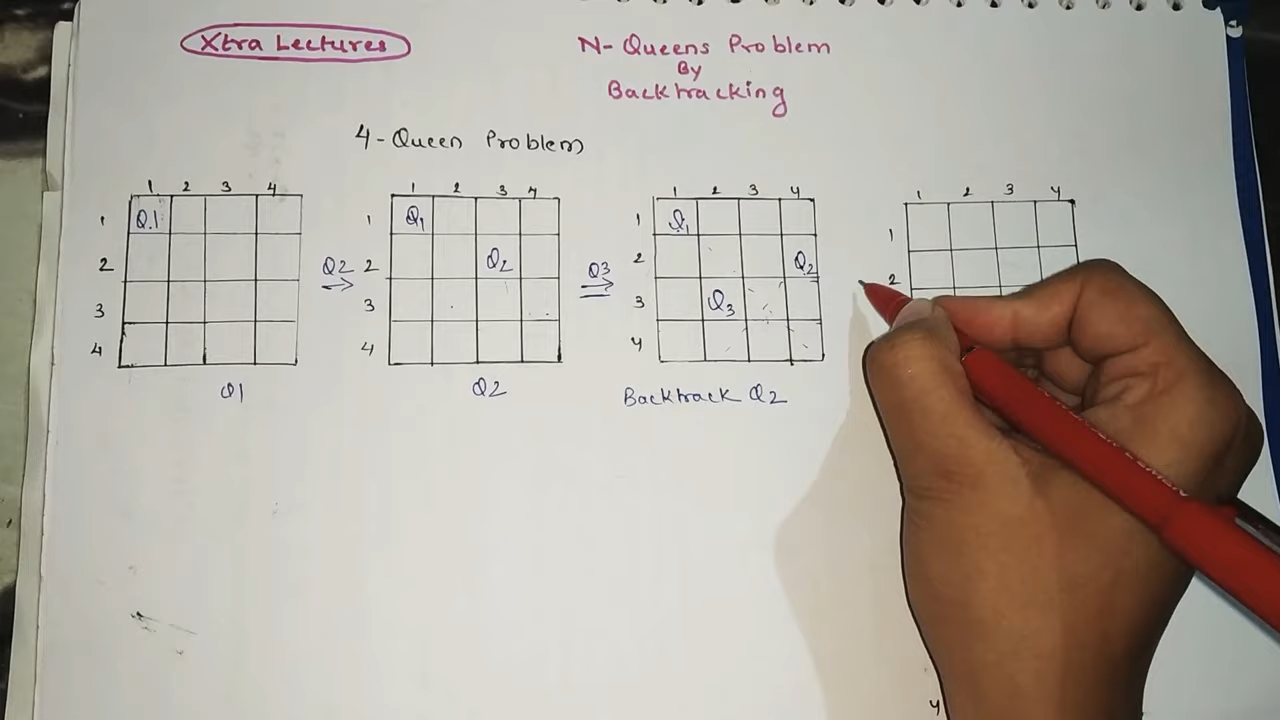 Xtra Lectures
N-Queens Problem
By
Backtracking
4-Queen Problem
1 2 3 4
1 Q1
2
3
4
Q1
Q2
1 2 3 4
1 Q1
2 Q2
3
4
Q2
Q3
1 2 3 4
1 Q1
2 Q2
3 Q3
4
Backtrack Q2
1 2 3 4
1
2
4